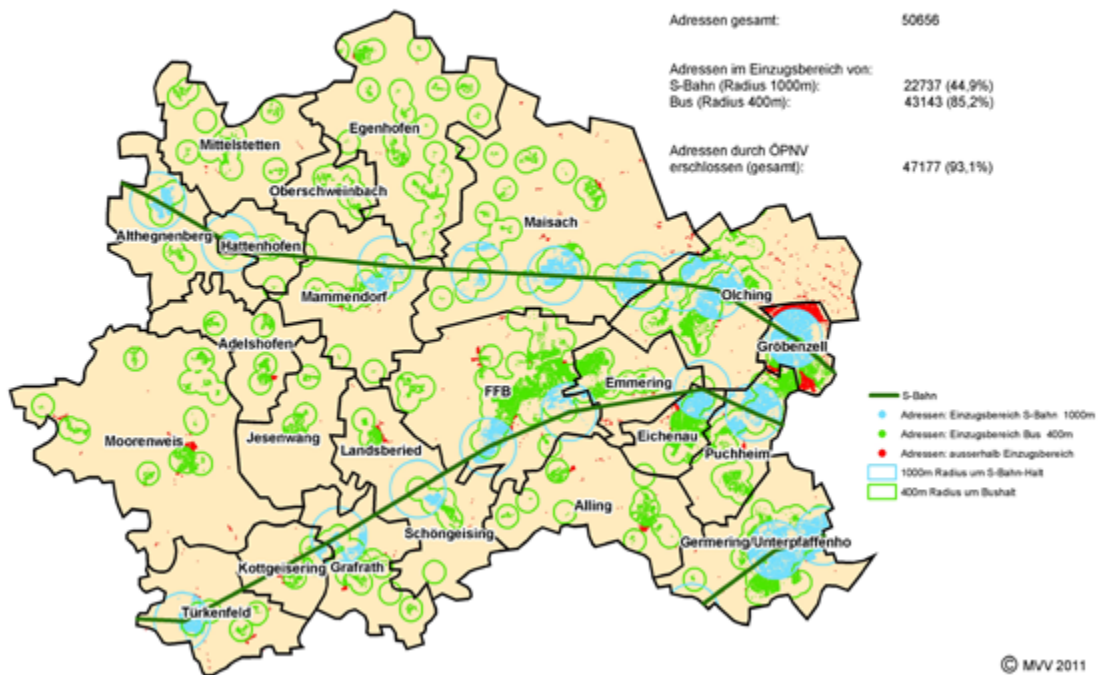 Adressen gesamt: 50656
Adressen im Einzugsbereich von:
S-Bahn (Radius 1000m): 22737 (44,9%)
Bus (Radius 400m): 43143 (85,2%)
Adressen durch ÖPNV
erschlossen (gesamt): 47177 (93,1%)
Egenhofen
Mittelstetten
Oberschweinbach
Maisach
Althegnenberg
Hattenhofen
Mammendorf
Olching
Adelshofen
Gröbenzell
FFB
Emmering
Moorenweis
Jesenwang
Landsberied
Eichenau
Puchheim
Alling
Schöngeising
Germering/Unterpfaffenho
Kottgeisering
Grafrath
Türkenfeld
S-Bahn
Adressen: Einzugsbereich S-Bahn 1000m
Adressen: Einzugsbereich Bus 400m
Adressen: ausserhalb Einzugsbereich
1000m Radius um S-Bahn-Halt
400m Radius um Bushalt
© MVV 2011